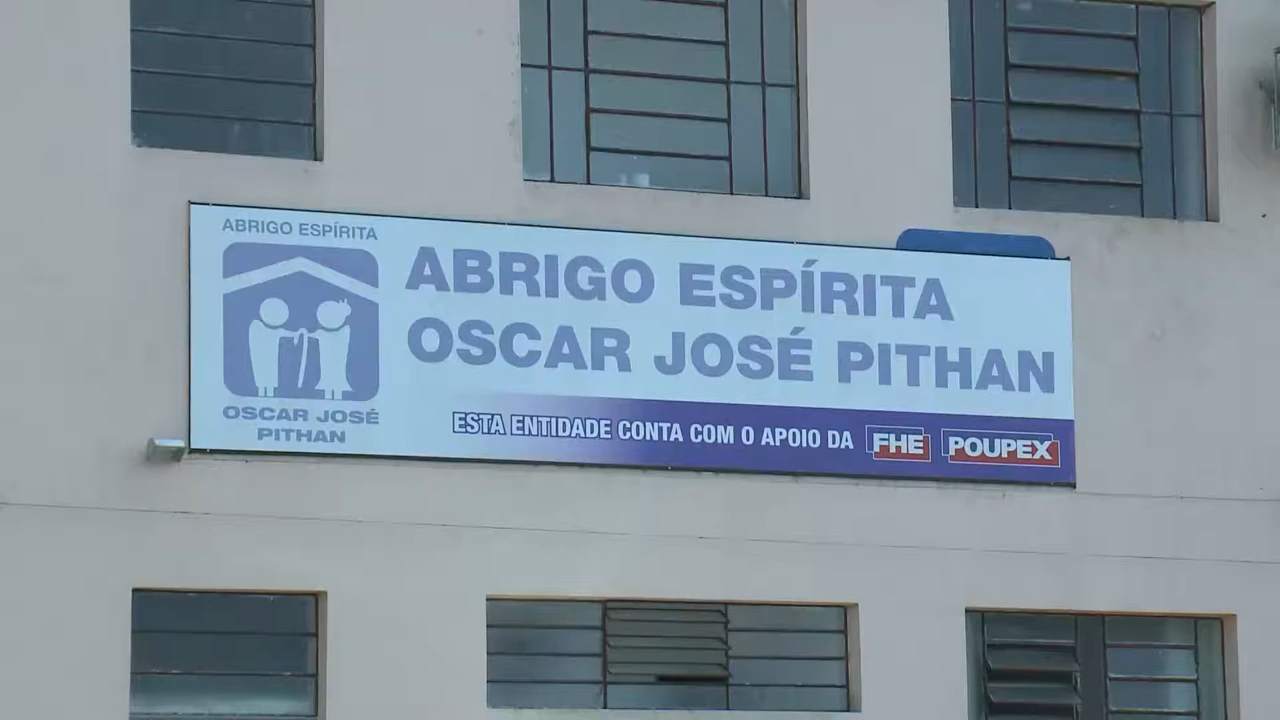 ABRIGO ESPÍRITA
OSCAR JOSÉ
PITHAN
ABRIGO ESPÍRITA
OSCAR JOSÉ PITHAN
ESTA ENTIDADE CONTA COM O APOIO DA FHE POUPEX